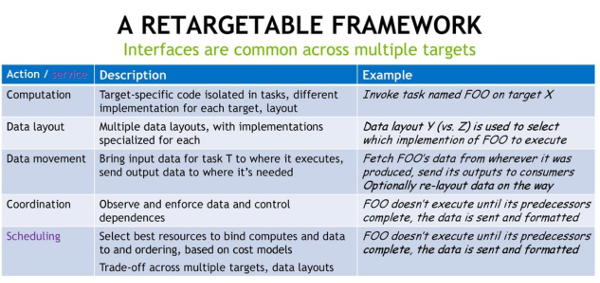 A RETARGETABLE FRAMEWORK
Interfaces are common across multiple targets
Action / service
Description
Example
Computation
Target-specific code isolated in tasks, different
implementation for each target, layout
Invoke task named FOO on target X
Data layout
Multiple data layouts, with implementations
specialized for each
Data layout Y (vs. Z) is used to select
which implemention of FOO to execute
Data movement
Bring input data for task T to where it executes,
send output data to where it's needed
Fetch FOO's data from wherever it was
produced, send its outputs to consumers
Optionally re-layout data on the way
Coordination
Observe and enforce data and control
dependences
FOO doesn't execute until its predecessors
complete, the data is sent and formatted
Scheduling
Select best resources to bind computes and data
to and ordering, based on cost models
Trade-off across multiple targets, data layouts
FOO doesn't execute until its predecessors
complete, the data is sent and formatted